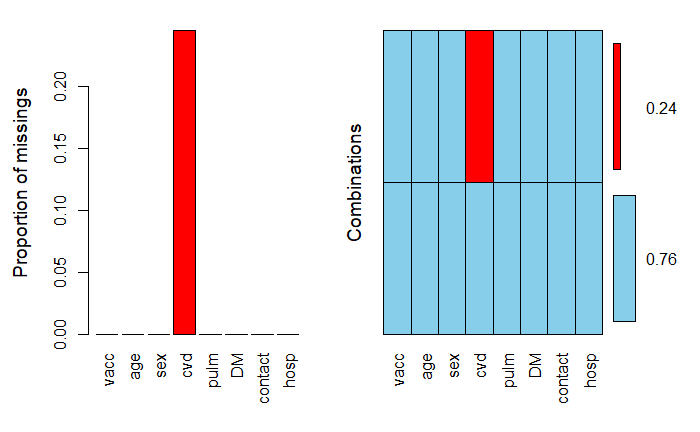 Proportion of missings
0.20
0.15
0.10
0.05
0.00
vacc
age
sex
cvd
pulm
DM
contact
hosp
Combinations
vacc
age
sex
cvd
pulm
DM
contact
hosp
0.24
0.76